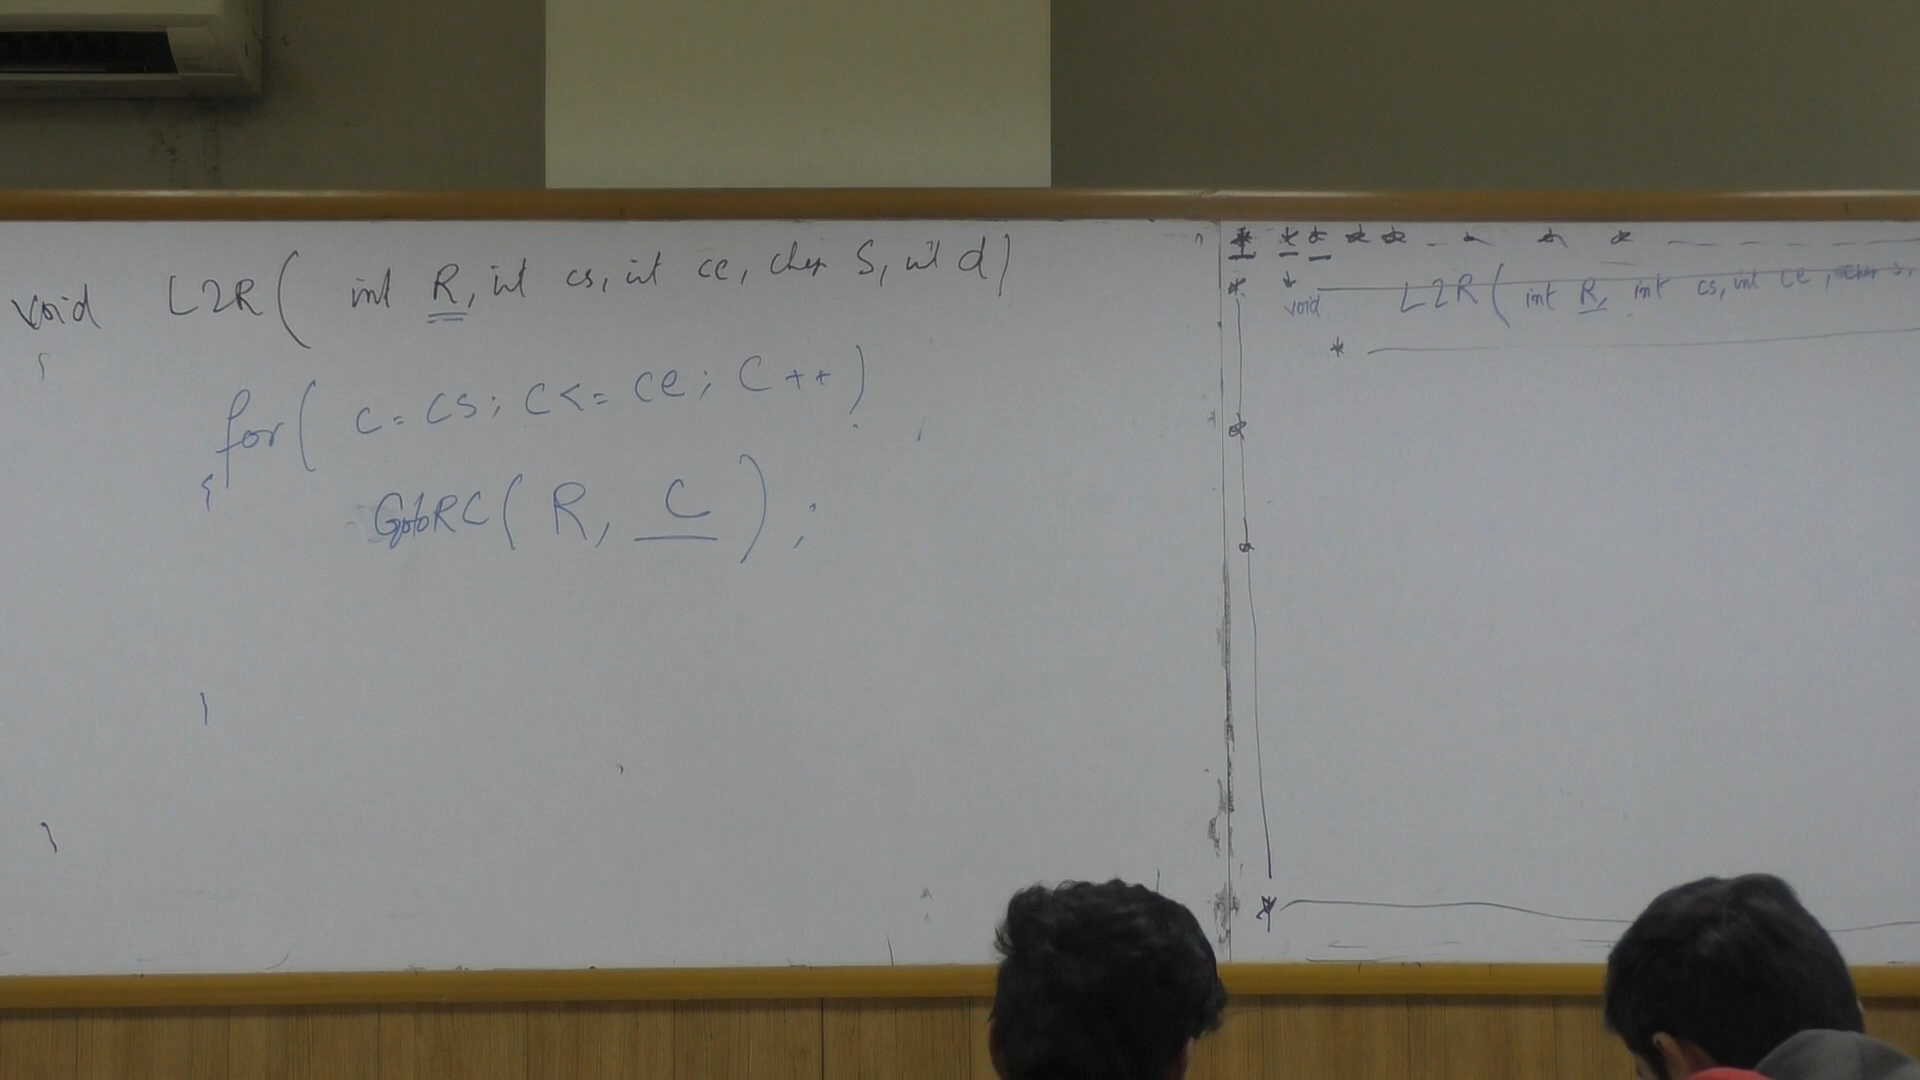 void L2R( int R, int cs, int ce, char S, int d)
{
for( C=CS; C<=CE; C++)
{
GotoRC( R, C );
}
}
* * * * * - * * *
*
void L2R( int R, int cs, int ce, char s,
*
*
*
*